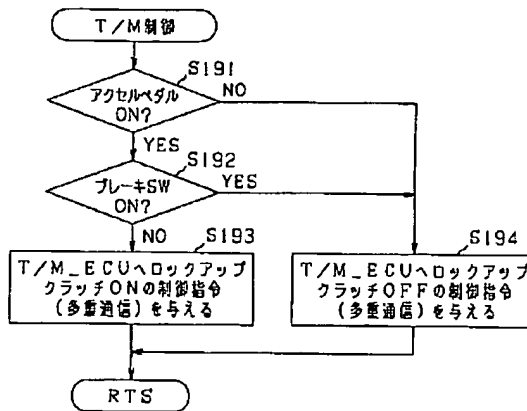 T/M制御
S191
アクセルペダル
ON?
NO
YES
S192
ブレーキSW
ON?
YES
NO
S193
T/M_ECUへロックアップ
クラッチONの制御指令
(多重通信)を与える
S194
T/M_ECUへロックアップ
クラッチOFFの制御指令
(多重通信)を与える
RTS